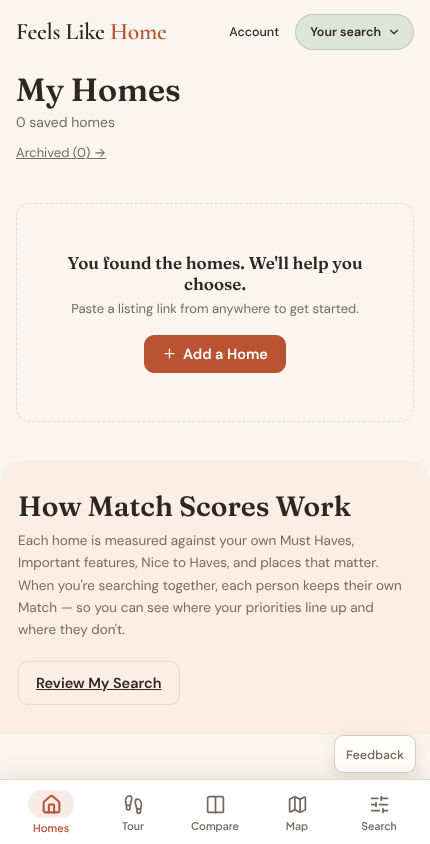 Feels Like Home
Account
Your search
My Homes
0 saved homes
Archived (0) →
You found the homes. We'll help you
choose.
Paste a listing link from anywhere to get started.
+ Add a Home
How Match Scores Work
Each home is measured against your own Must Haves,
Important features, Nice to Haves, and places that matter.
When you're searching together, each person keeps their own
Match — so you can see where your priorities line up and
where they don't.
Review My Search
Feedback
Homes
Tour
Compare
Map
Search